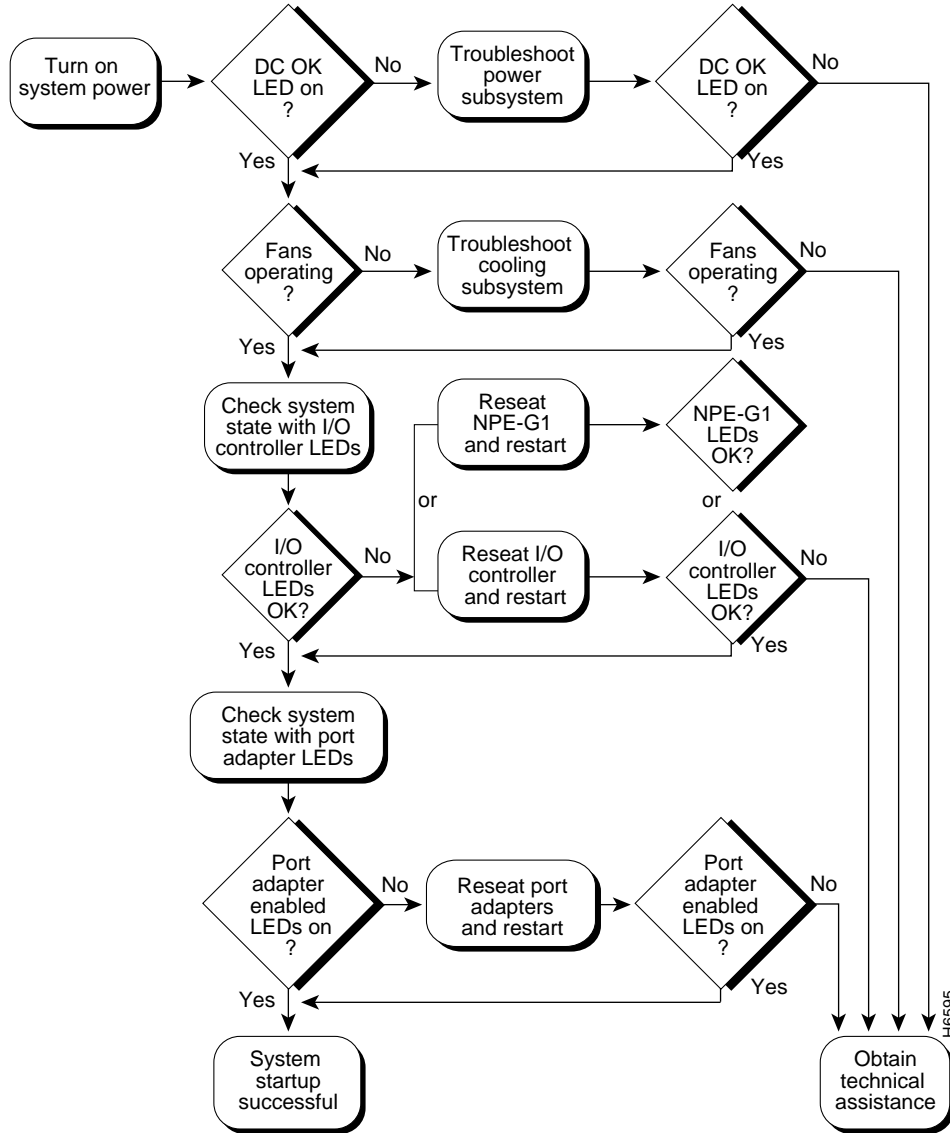 Turn on
system power
DC OK
LED on
?
No
Troubleshoot
power
subsystem
DC OK
LED on
?
No
Yes
Yes
Fans
operating
?
No
Troubleshoot
cooling
subsystem
Fans
operating
?
No
Yes
Yes
Check system
state with I/O
controller LEDs
Reseat
NPE-G1
and restart
NPE-G1
LEDs
OK?
or
or
I/O
controller
LEDs
OK?
No
Reseat I/O
controller
and restart
I/O
controller
LEDs
OK?
No
Yes
Yes
Check system
state with port
adapter LEDs
Port
adapter
enabled
LEDs on
?
No
Reseat port
adapters
and restart
Port
adapter
enabled
LEDs on
?
No
Yes
Yes
System
startup
successful
Obtain
technical
assistance
H6595